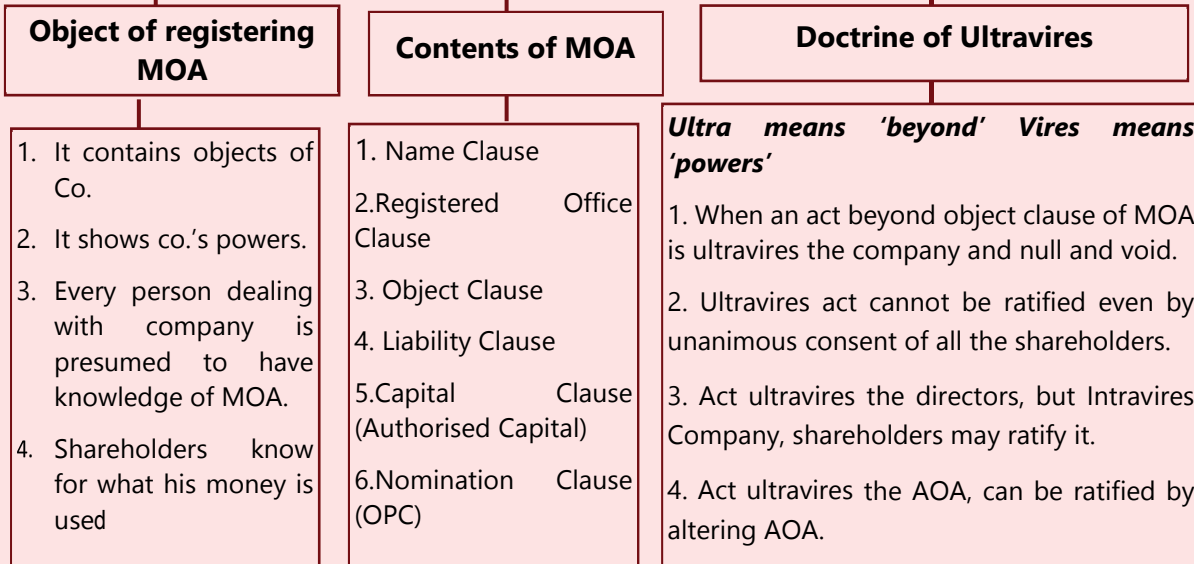 Object of registering
MOA
1. It contains objects of
Co.
2. It shows co.'s powers.
3. Every person dealing
with company is
presumed to have
knowledge of MOA.
4. Shareholders know
for what his money is
used
Contents of MOA
1. Name Clause
2.Registered Office
Clause
3. Object Clause
4. Liability Clause
5.Capital Clause
(Authorised Capital)
6.Nomination Clause
(OPC)
Doctrine of Ultravires
Ultra means ‘beyond’ Vires means
‘powers’
1. When an act beyond object clause of MOA
is ultravires the company and null and void.
2. Ultravires act cannot be ratified even by
unanimous consent of all the shareholders.
3. Act ultravires the directors, but Intravires
Company, shareholders may ratify it.
4. Act ultravires the AOA, can be ratified by
altering AOA.